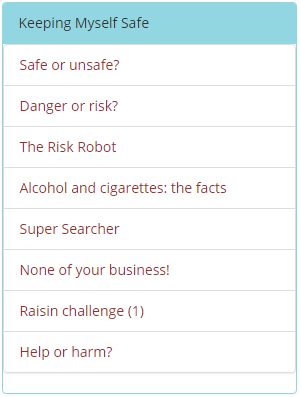 Keeping Myself Safe
Safe or unsafe?
Danger or risk?
The Risk Robot
Alcohol and cigarettes: the facts
Super Searcher
None of your business!
Raisin challenge (1)
Help or harm?